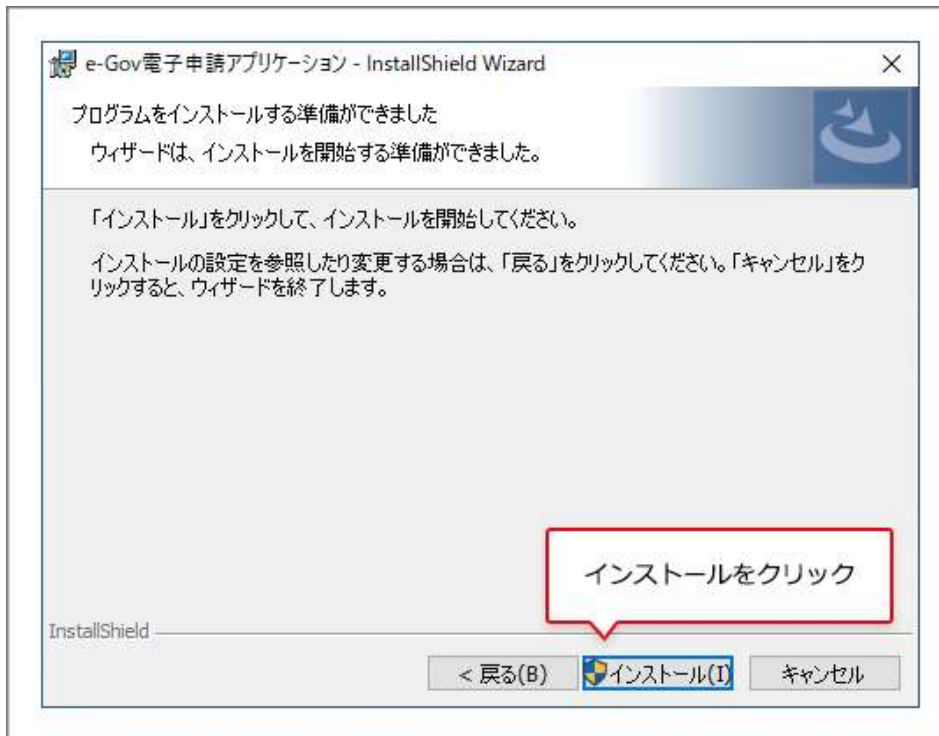 e-Gov電子申請アプリケーション - InstallShield Wizard
プログラムをインストールする準備ができました
ウィザードは、インストールを開始する準備ができました。
「インストール」をクリックして、インストールを開始してください。
インストールの設定を参照したり変更する場合は、「戻る」をクリックしてください。「キャンセル」をク
リックすると、ウィザードを終了します。
インストールをクリック
InstallShield
< 戻る(B) インストール(I) キャンセル